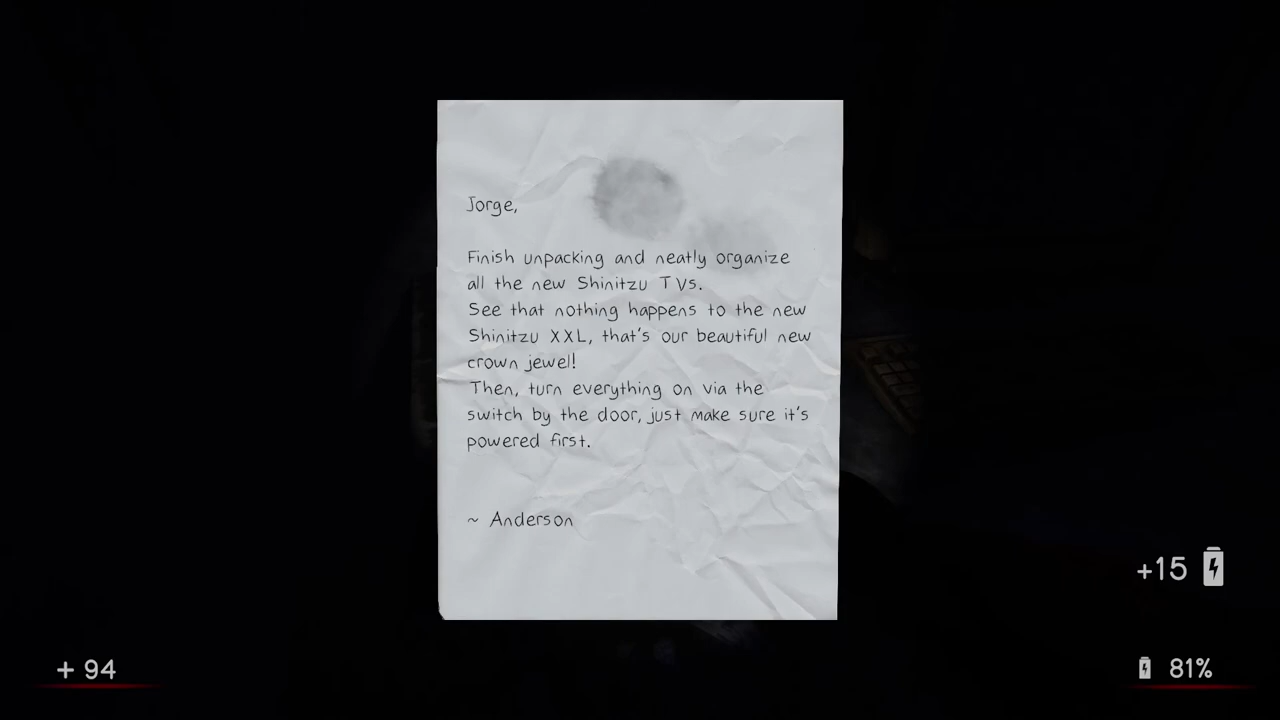 Jorge,
Finish unpacking and neatly organize
all the new Shinitzu TVs.
See that nothing happens to the new
Shinitzu XXL, that's our beautiful new
crown jewel!
Then, turn everything on via the
switch by the door, just make sure it's
powered first.
~ Anderson
+15
+ 94
81%